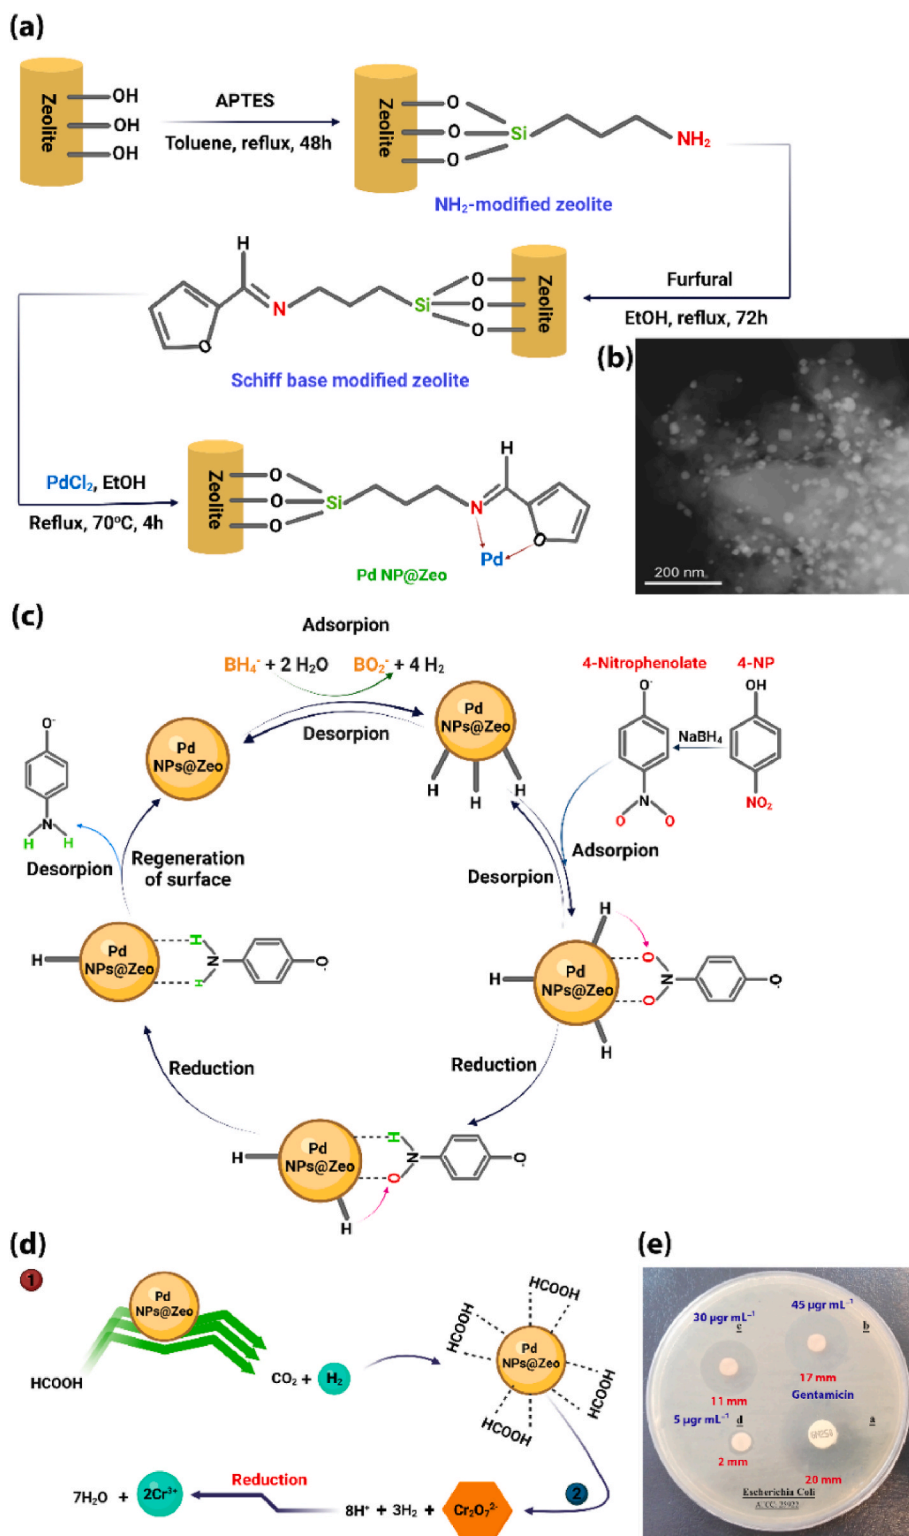 (a)
Zeolite
OH
OH
OH
APTES
Toluene, reflux, 48h
Zeolite
O
O
O
Si
NH₂
NH₂-modified zeolite
H
N
O
Si
O
O
O
Zeolite
Furfural
EtOH, reflux, 72h
Schiff base modified zeolite
PdCl₂, EtOH
Reflux, 70ºC, 4h
Zeolite
O
O
O
Si
N
H
O
Pd
Pd NP@Zeo
(b)
200 nm
(c)
Adsorpion
BH₄⁻ + 2 H₂O BO₂⁻ + 4 H₂
Desorpion
Pd
NPs@Zeo
Pd
NPs@Zeo
H
H
H
4-Nitrophenolate
4-NP
O⁻
OH
NaBH₄
N
O
O
NO₂
Adsorpion
Desorpion
O⁻
N
H
H
Desorpion
Regeneration
of surface
H
Pd
NPs@Zeo
H
H
N
O⁻
H
H
Pd
NPs@Zeo
H
O
O
N
O⁻
Reduction
Reduction
H
Pd
NPs@Zeo
H
H
O
N
O⁻
(d)
1
Pd
NPs@Zeo
HCOOH
CO₂ + H₂
HCOOH
HCOOH
HCOOH
HCOOH
HCOOH
Pd
NPs@Zeo
2
7H₂O + 2Cr³⁺
Reduction
8H⁺ + 3H₂ + Cr₂O₇²⁻
(e)
30 µgr mL⁻¹
c
11 mm
45 µgr mL⁻¹
b
17 mm
5 µgr mL⁻¹
d
2 mm
Gentamicin
a
20 mm
Escherichia Coli
ATCC: 25922